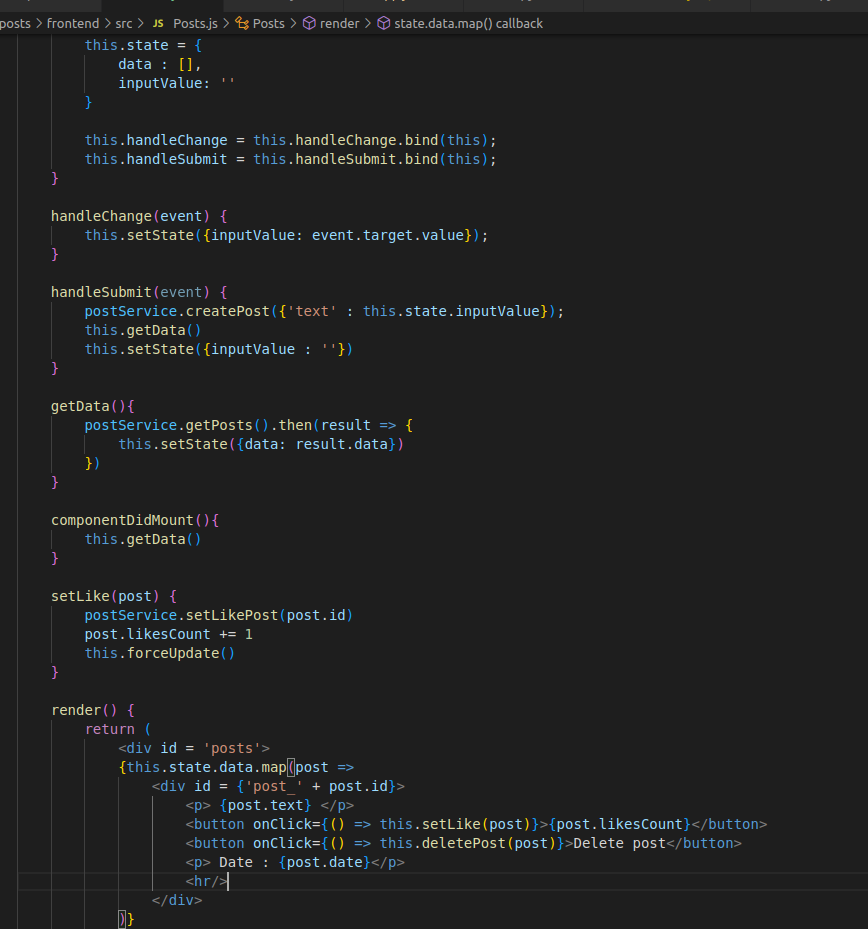 posts > frontend > src > JS Posts.js > Posts > render > state.data.map() callback
this.state = {
data : [],
inputValue: ''
}
this.handleChange = this.handleChange.bind(this);
this.handleSubmit = this.handleSubmit.bind(this);
}
handleChange(event) {
this.setState({inputValue: event.target.value});
}
handleSubmit(event) {
postService.createPost({'text' : this.state.inputValue});
this.getData()
this.setState({inputValue : ''})
}
getData(){
postService.getPosts().then(result => {
this.setState({data: result.data})
})
}
componentDidMount(){
this.getData()
}
setLike(post) {
postService.setLikePost(post.id)
post.likesCount += 1
this.forceUpdate()
}
render() {
return (
<div id = 'posts'>
{this.state.data.map(post =>
<div id = {'post_' + post.id}>
<p> {post.text} </p>
<button onClick={() => this.setLike(post)}>{post.likesCount}</button>
<button onClick={() => this.deletePost(post)}>Delete post</button>
<p> Date : {post.date}</p>
<hr/>
</div>
)}